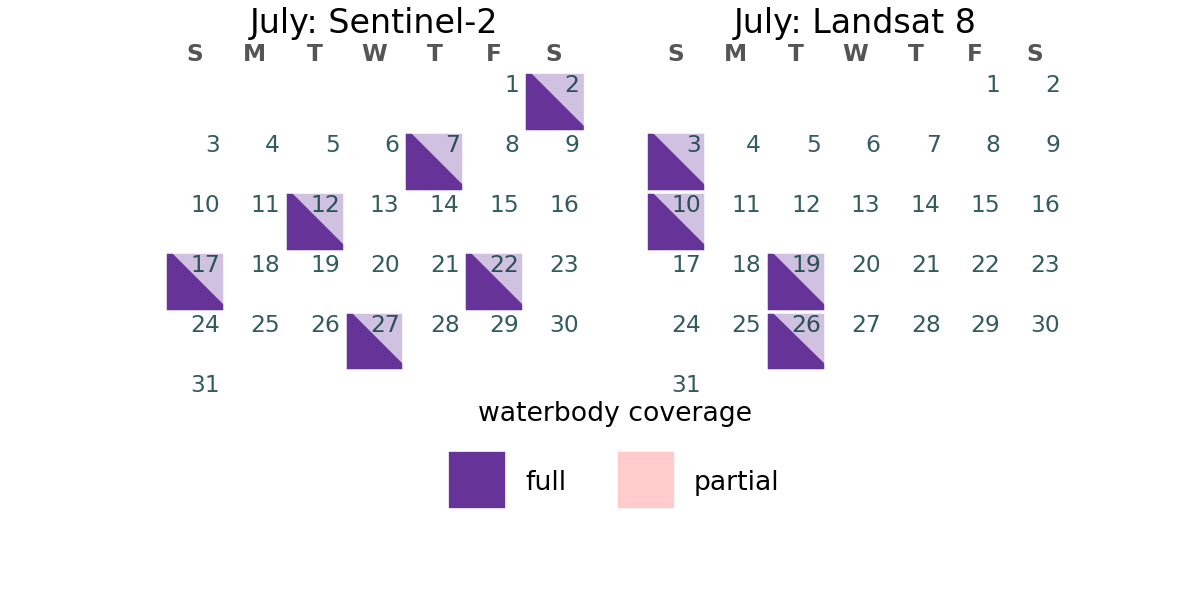 July: Sentinel-2
S M T W T F S
1 2
3 4 5 6 7 8 9
10 11 12 13 14 15 16
17 18 19 20 21 22 23
24 25 26 27 28 29 30
31
July: Landsat 8
S M T W T F S
1 2
3 4 5 6 7 8 9
10 11 12 13 14 15 16
17 18 19 20 21 22 23
24 25 26 27 28 29 30
31
waterbody coverage
full
partial